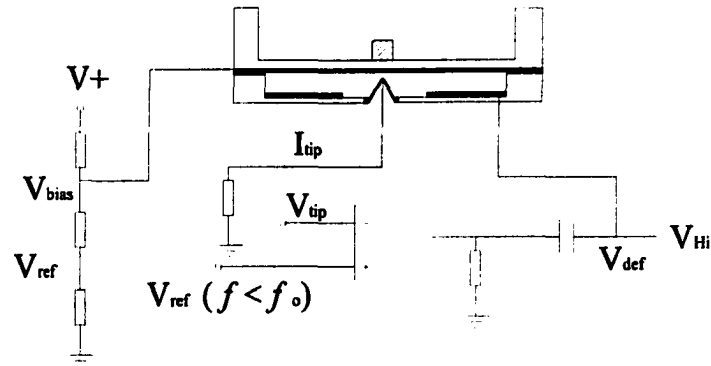 V+
I_tip
V_bias
V_tip
V_ref
V_def
V_Hi
V_ref (f < f_o)